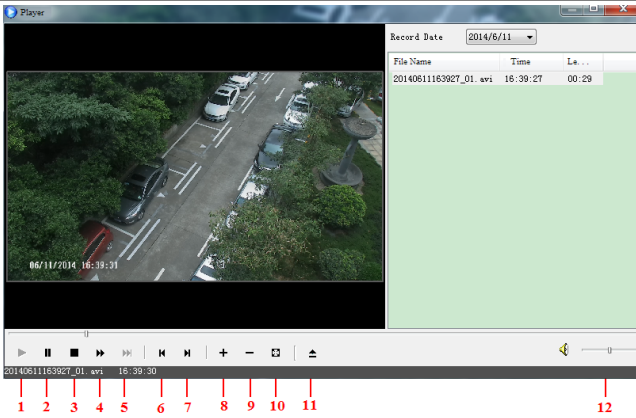 Player
Record Date 2014/6/11
File Name Time Le...
20140611163927_01.avi 16:39:27 00:29
06/11/2014 16:39:31
20140611163927_01.avi 16:39:30
1 2 3 4 5 6 7 8 9 10 11 12